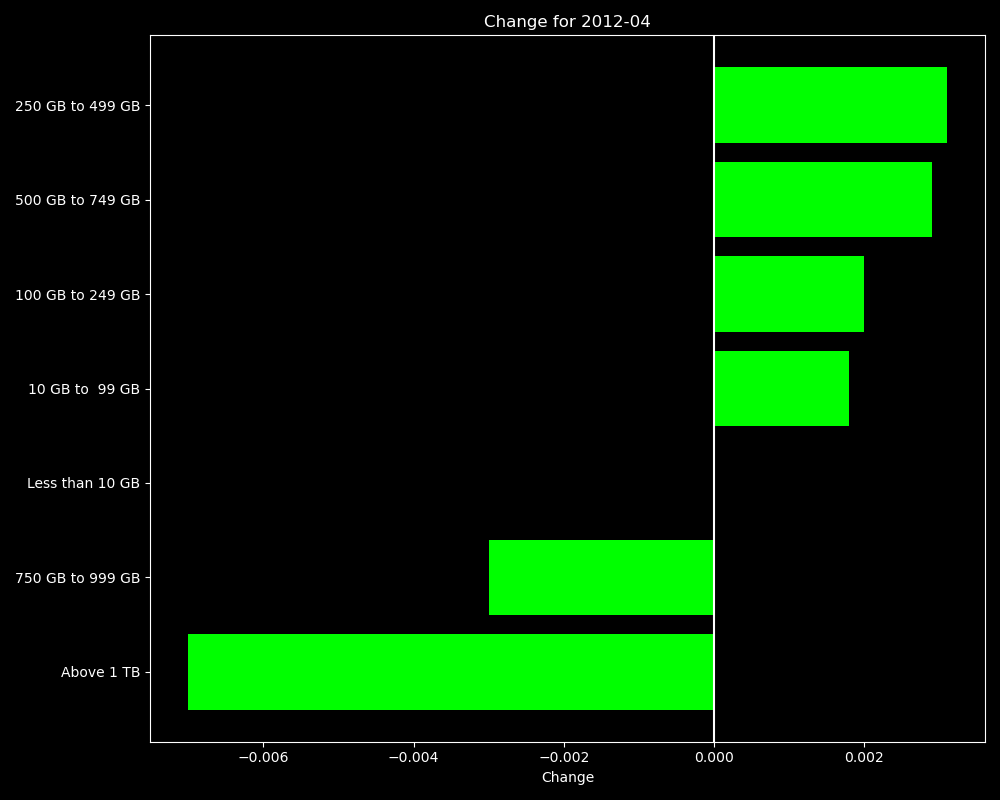 Change for 2012-04
250 GB to 499 GB
500 GB to 749 GB
100 GB to 249 GB
10 GB to  99 GB
Less than 10 GB
750 GB to 999 GB
Above 1 TB
−0.006 −0.004 −0.002 0.000 0.002
Change